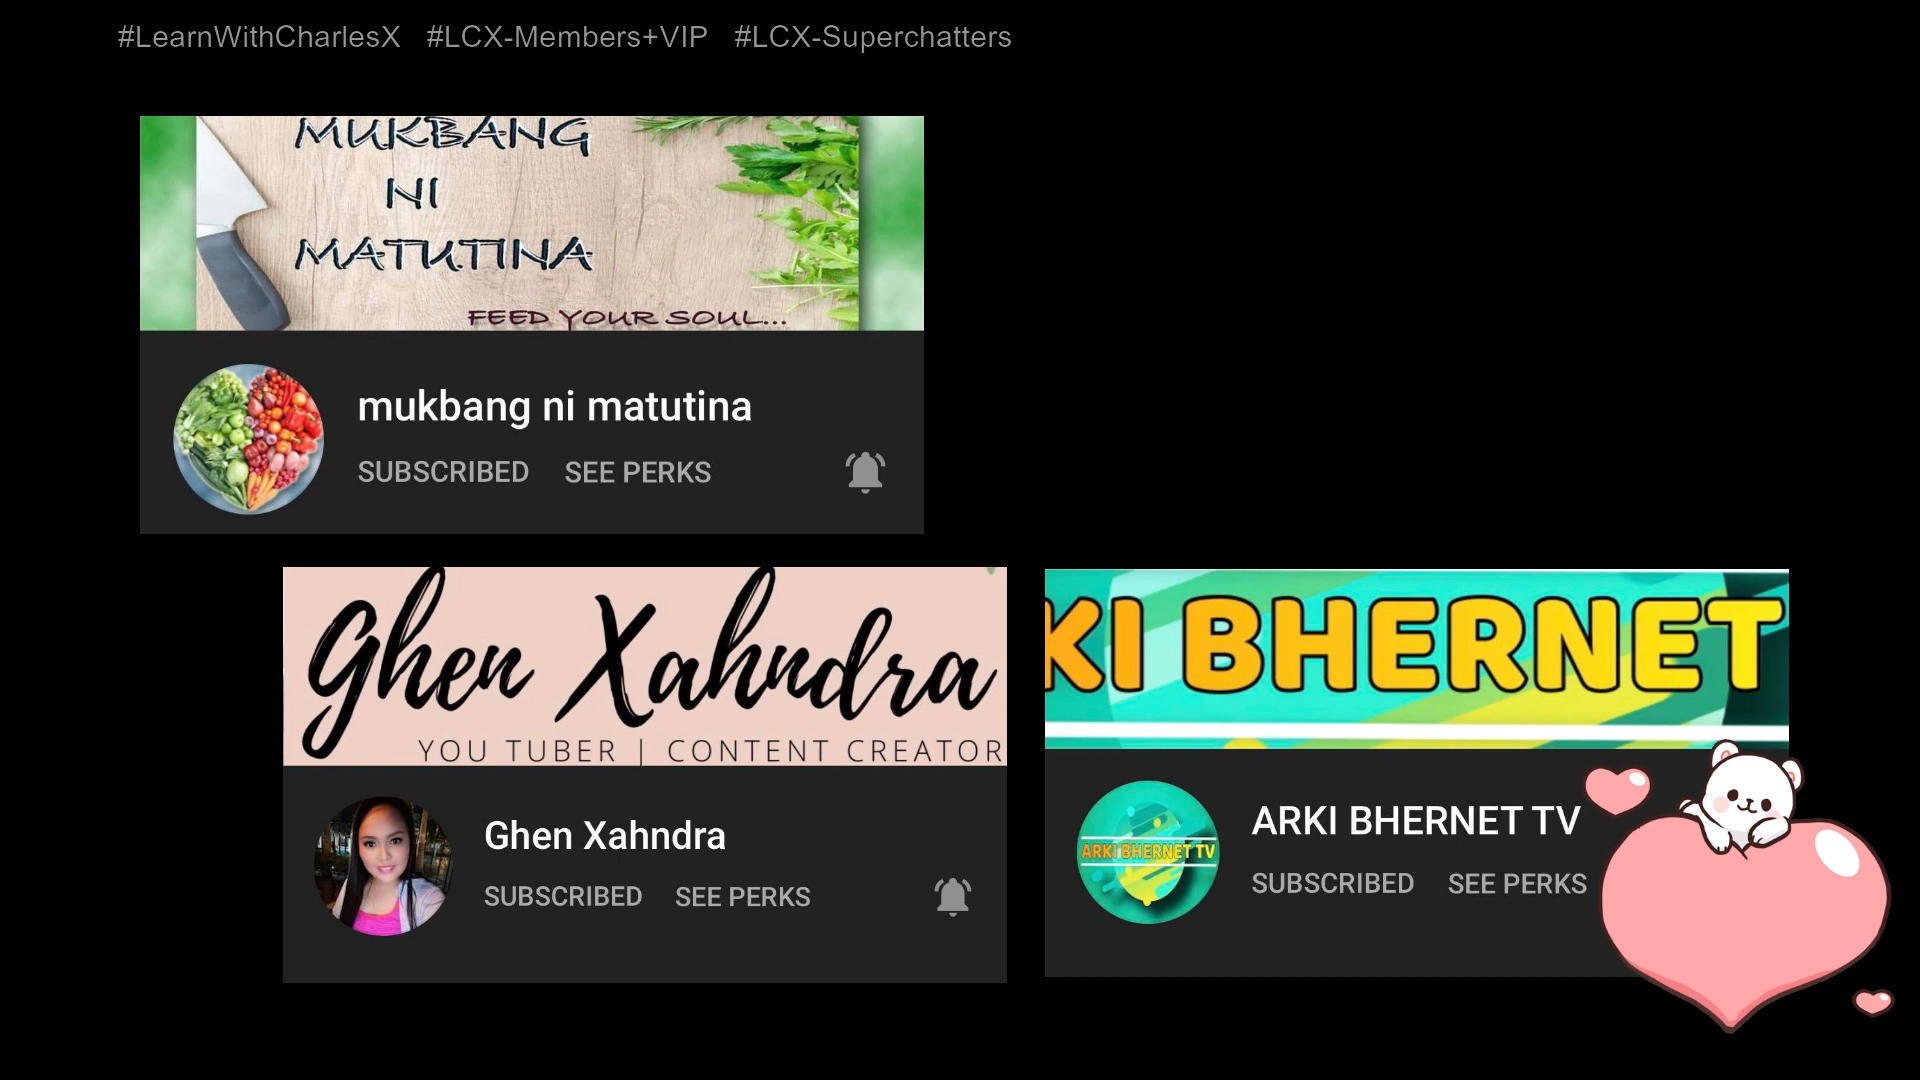 #LearnWithCharlesX #LCX-Members+VIP #LCX-Superchatters
MUKBANG
NI
MATUTINA
FEED YOUR SOUL...
mukbang ni matutina
SUBSCRIBED SEE PERKS
Ghen Xahndra
YOU TUBER | CONTENT CREATOR
Ghen Xahndra
SUBSCRIBED SEE PERKS
KI BHERNET
ARKI BHERNET TV
ARKI BHERNET TV
SUBSCRIBED SEE PERKS